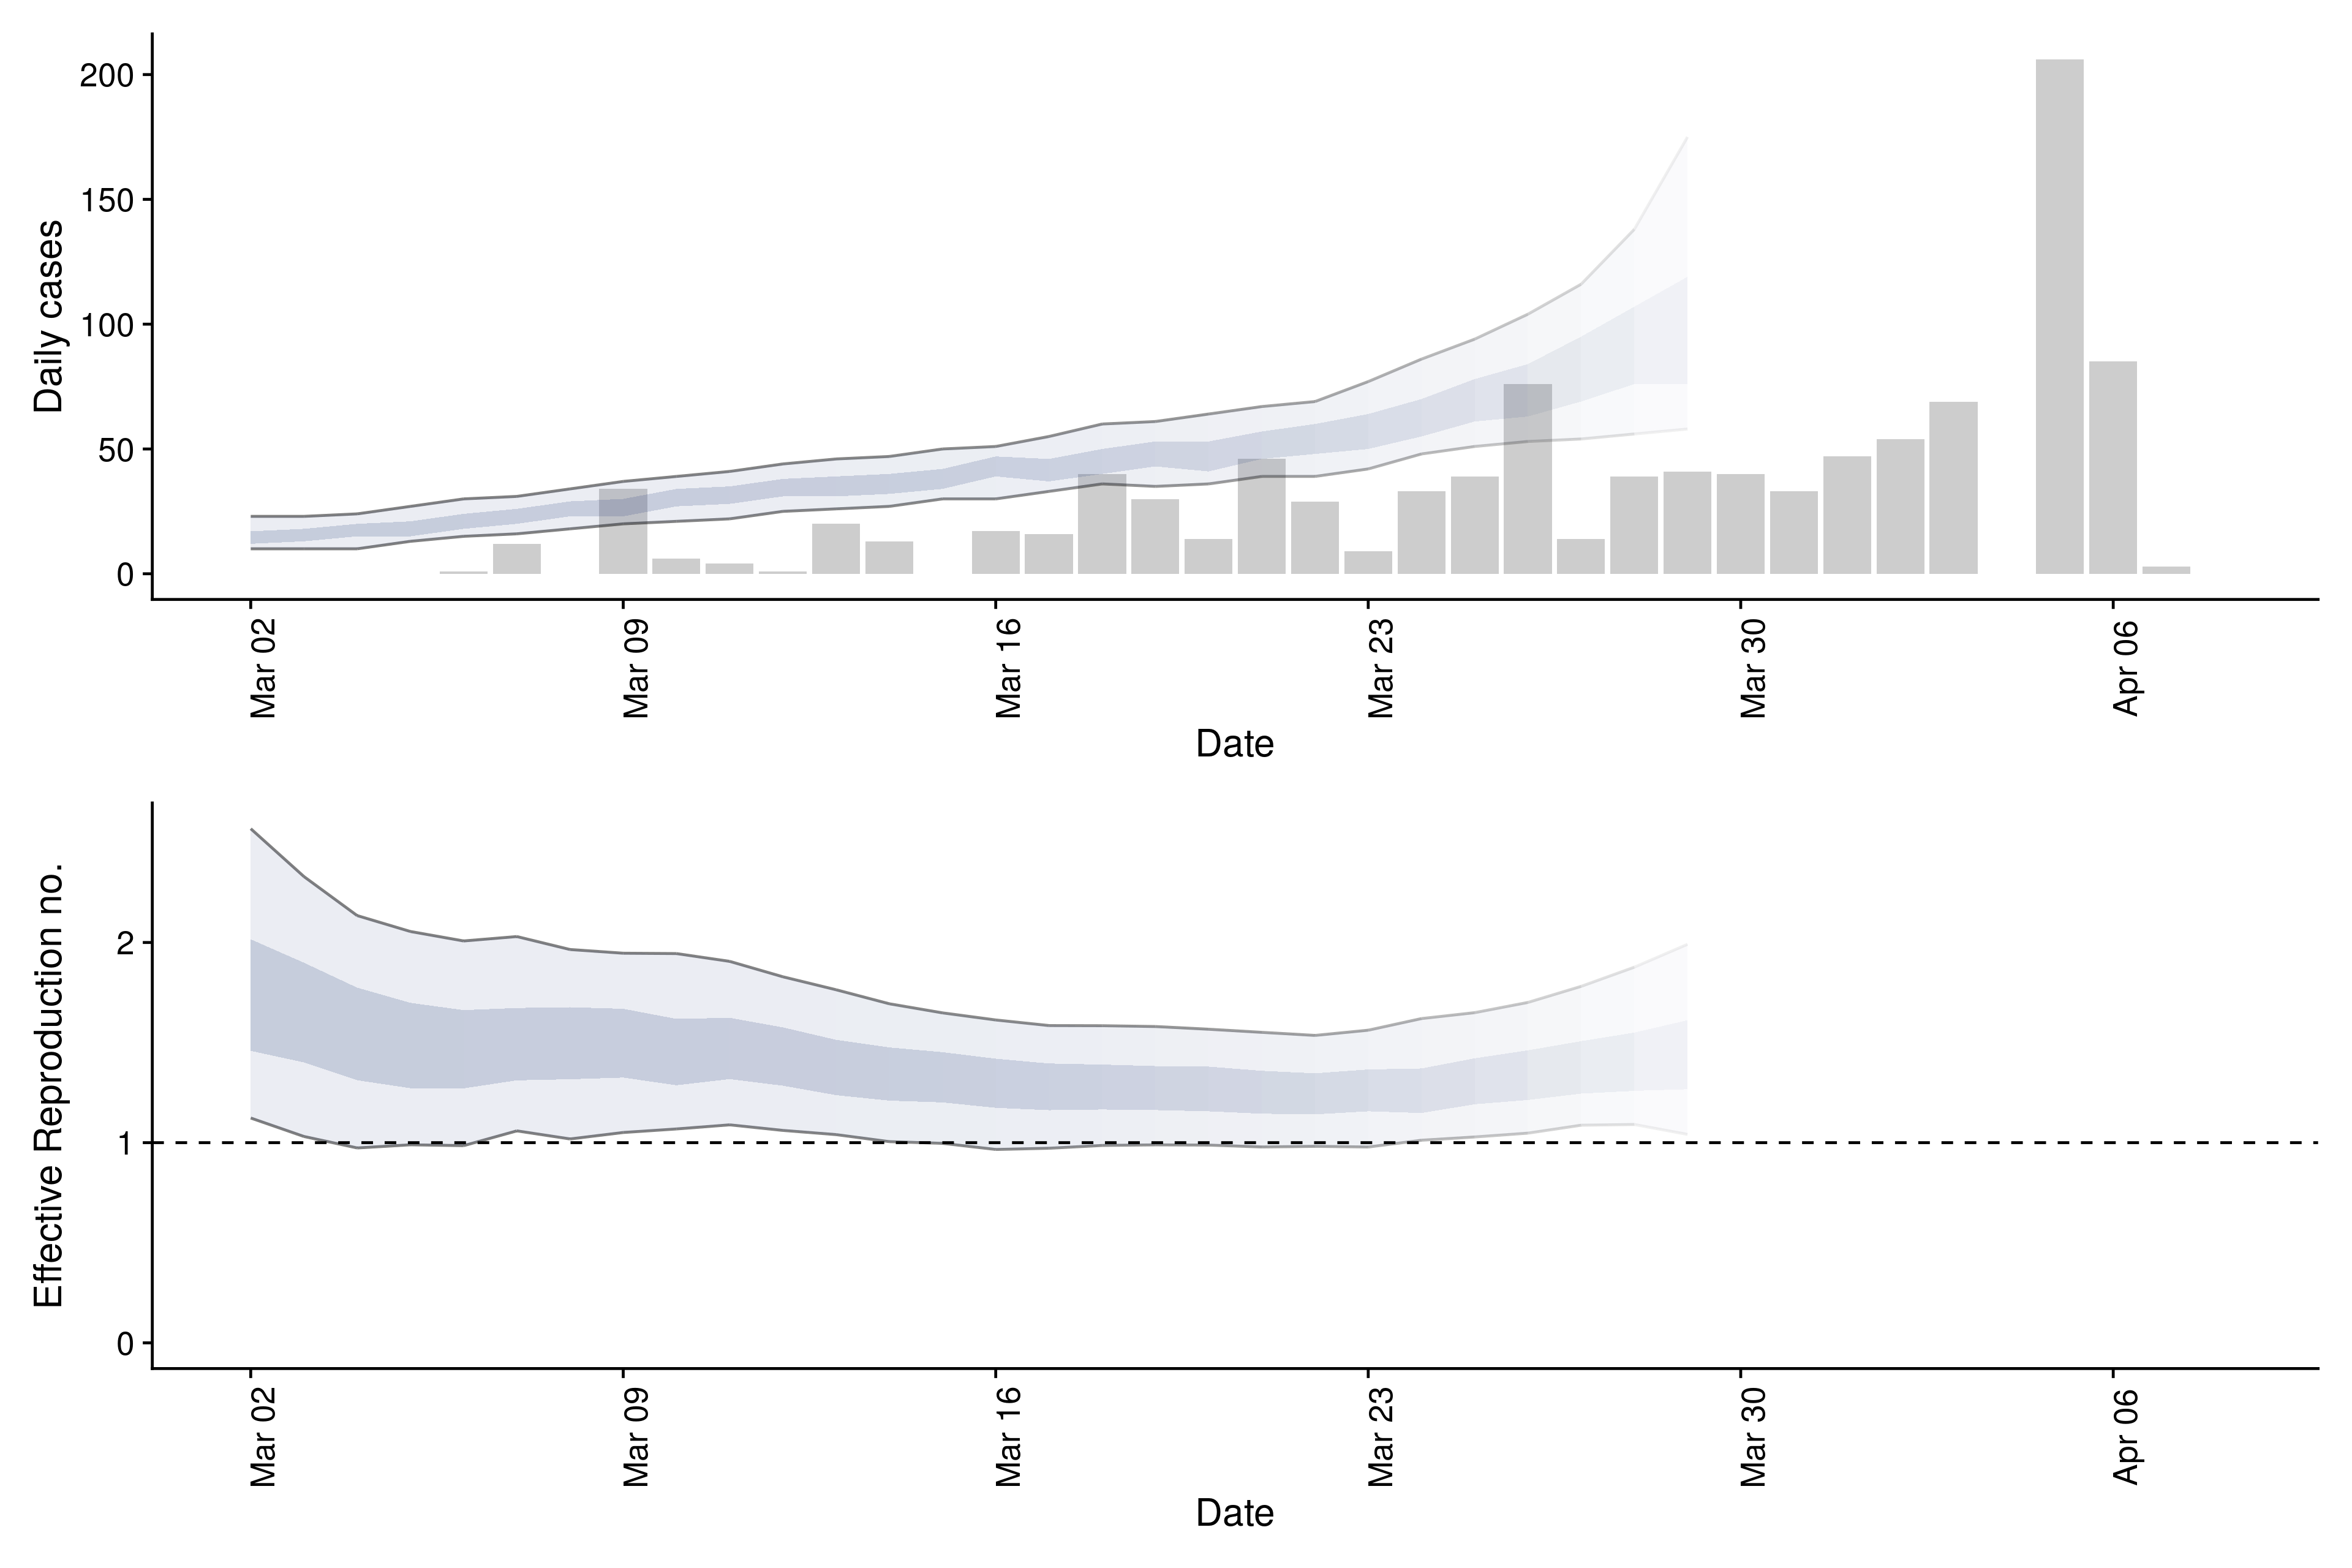 Daily cases
200
150
100
50
0
Mar 02
Mar 09
Mar 16
Mar 23
Mar 30
Apr 06
Date
Effective Reproduction no.
2
1
0
Mar 02
Mar 09
Mar 16
Mar 23
Mar 30
Apr 06
Date